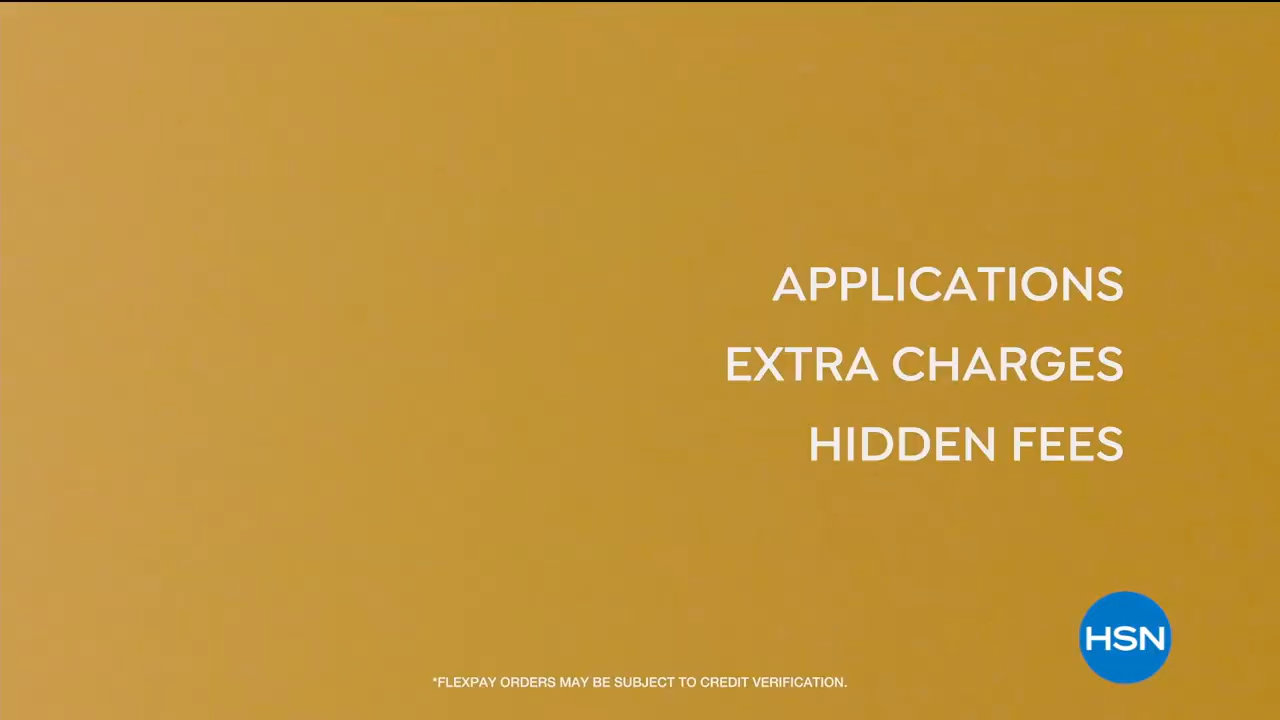 APPLICATIONS
EXTRA CHARGES
HIDDEN FEES
HSN
*FLEXPAY ORDERS MAY BE SUBJECT TO CREDIT VERIFICATION.